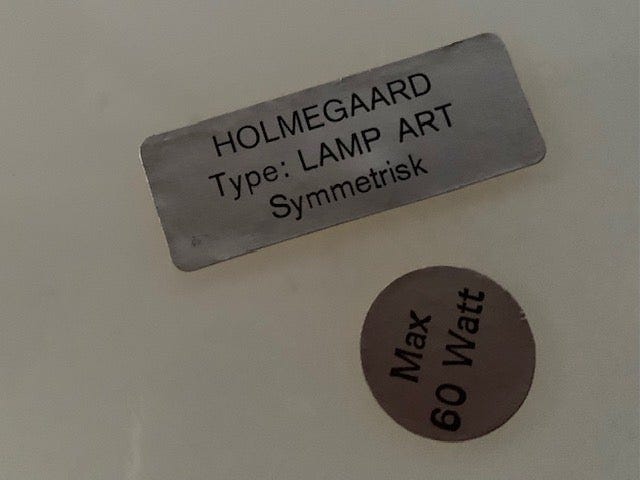 HOLMEGAARD
Type: LAMP ART
Symmetrisk
Max
60 Watt